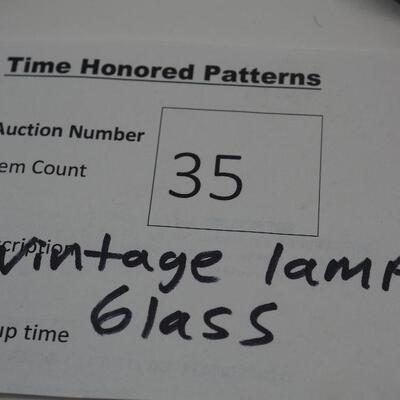 Time Honored Patterns
Auction Number
em Count
35
cription
vintage lamp
Glass
up time